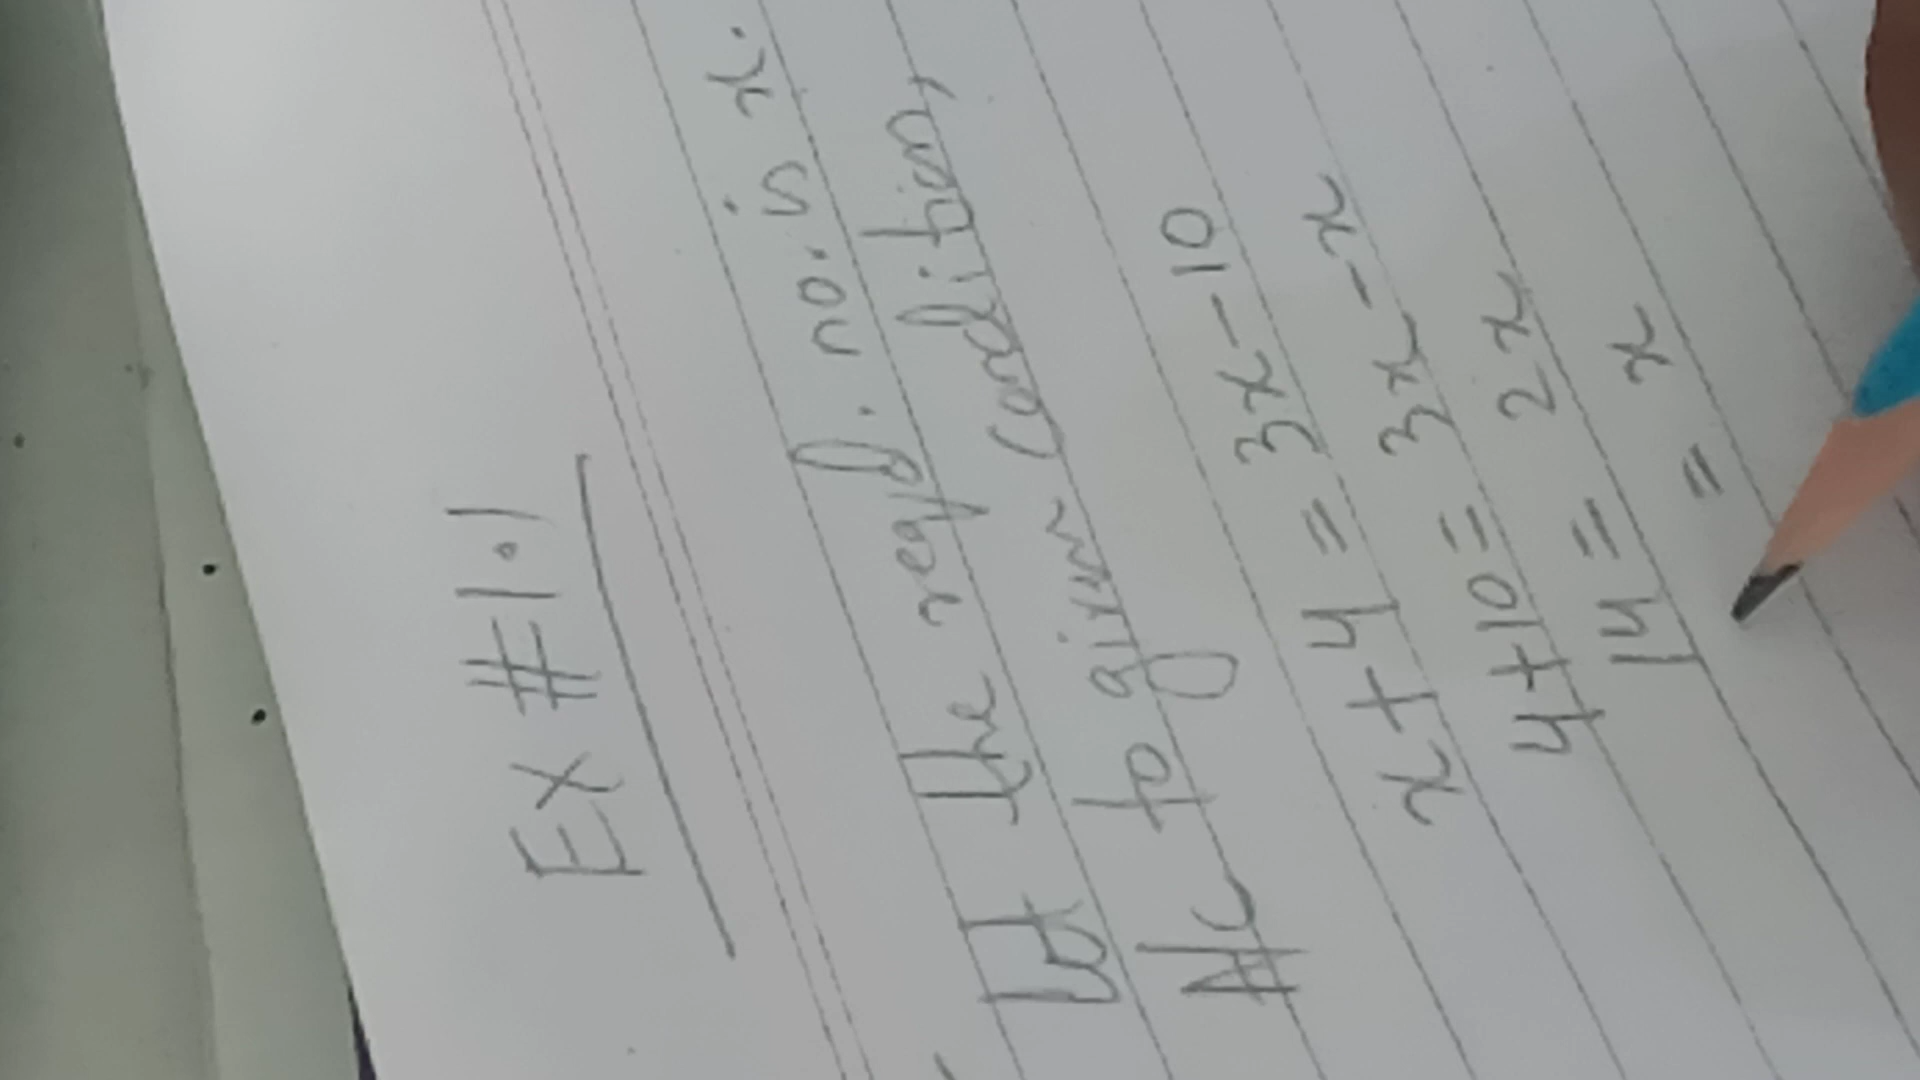 Ex #1.1
Let the reqd. no. is x.
Ac to given condition,
x+4 = 3x-10
4+10= 3x-x
14 = 2x
= x